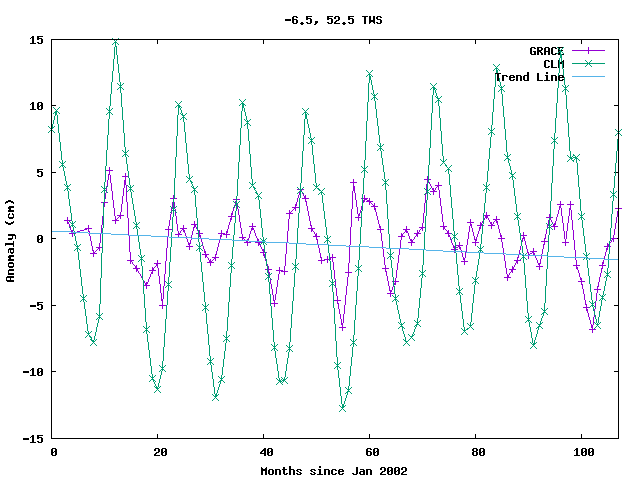 -6.5, 52.5 TWS
GRACE
CLM
Trend Line
15
10
5
0
-5
-10
-15
Anomaly (cm)
0 20 40 60 80 100
Months since Jan 2002